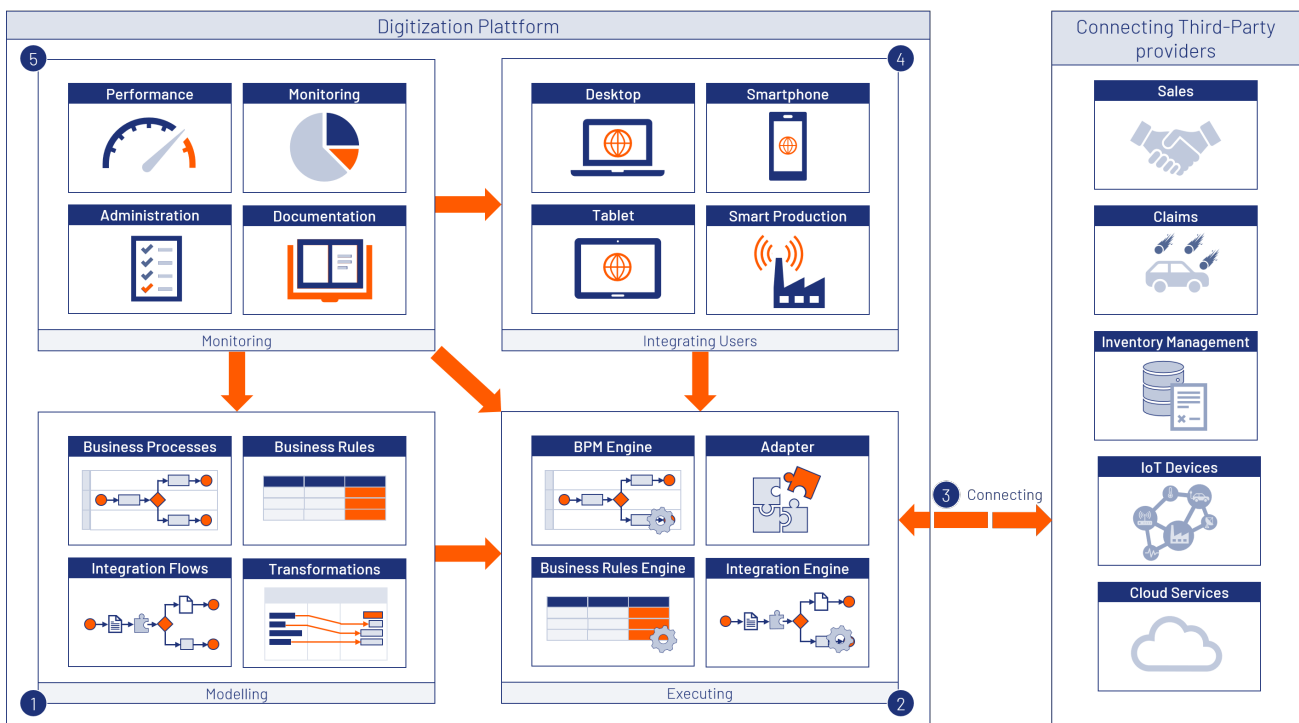 Digitization Plattform
5
4
Performance
Monitoring
Desktop
Smartphone
Administration
Documentation
Tablet
Smart Production
Monitoring
Integrating Users
Business Processes
Business Rules
BPM Engine
Adapter
Integration Flows
Transformations
Business Rules Engine
Integration Engine
Modelling
Executing
1
2
3 Connecting
Connecting Third-Party
providers
Sales
Claims
Inventory Management
IoT Devices
Cloud Services